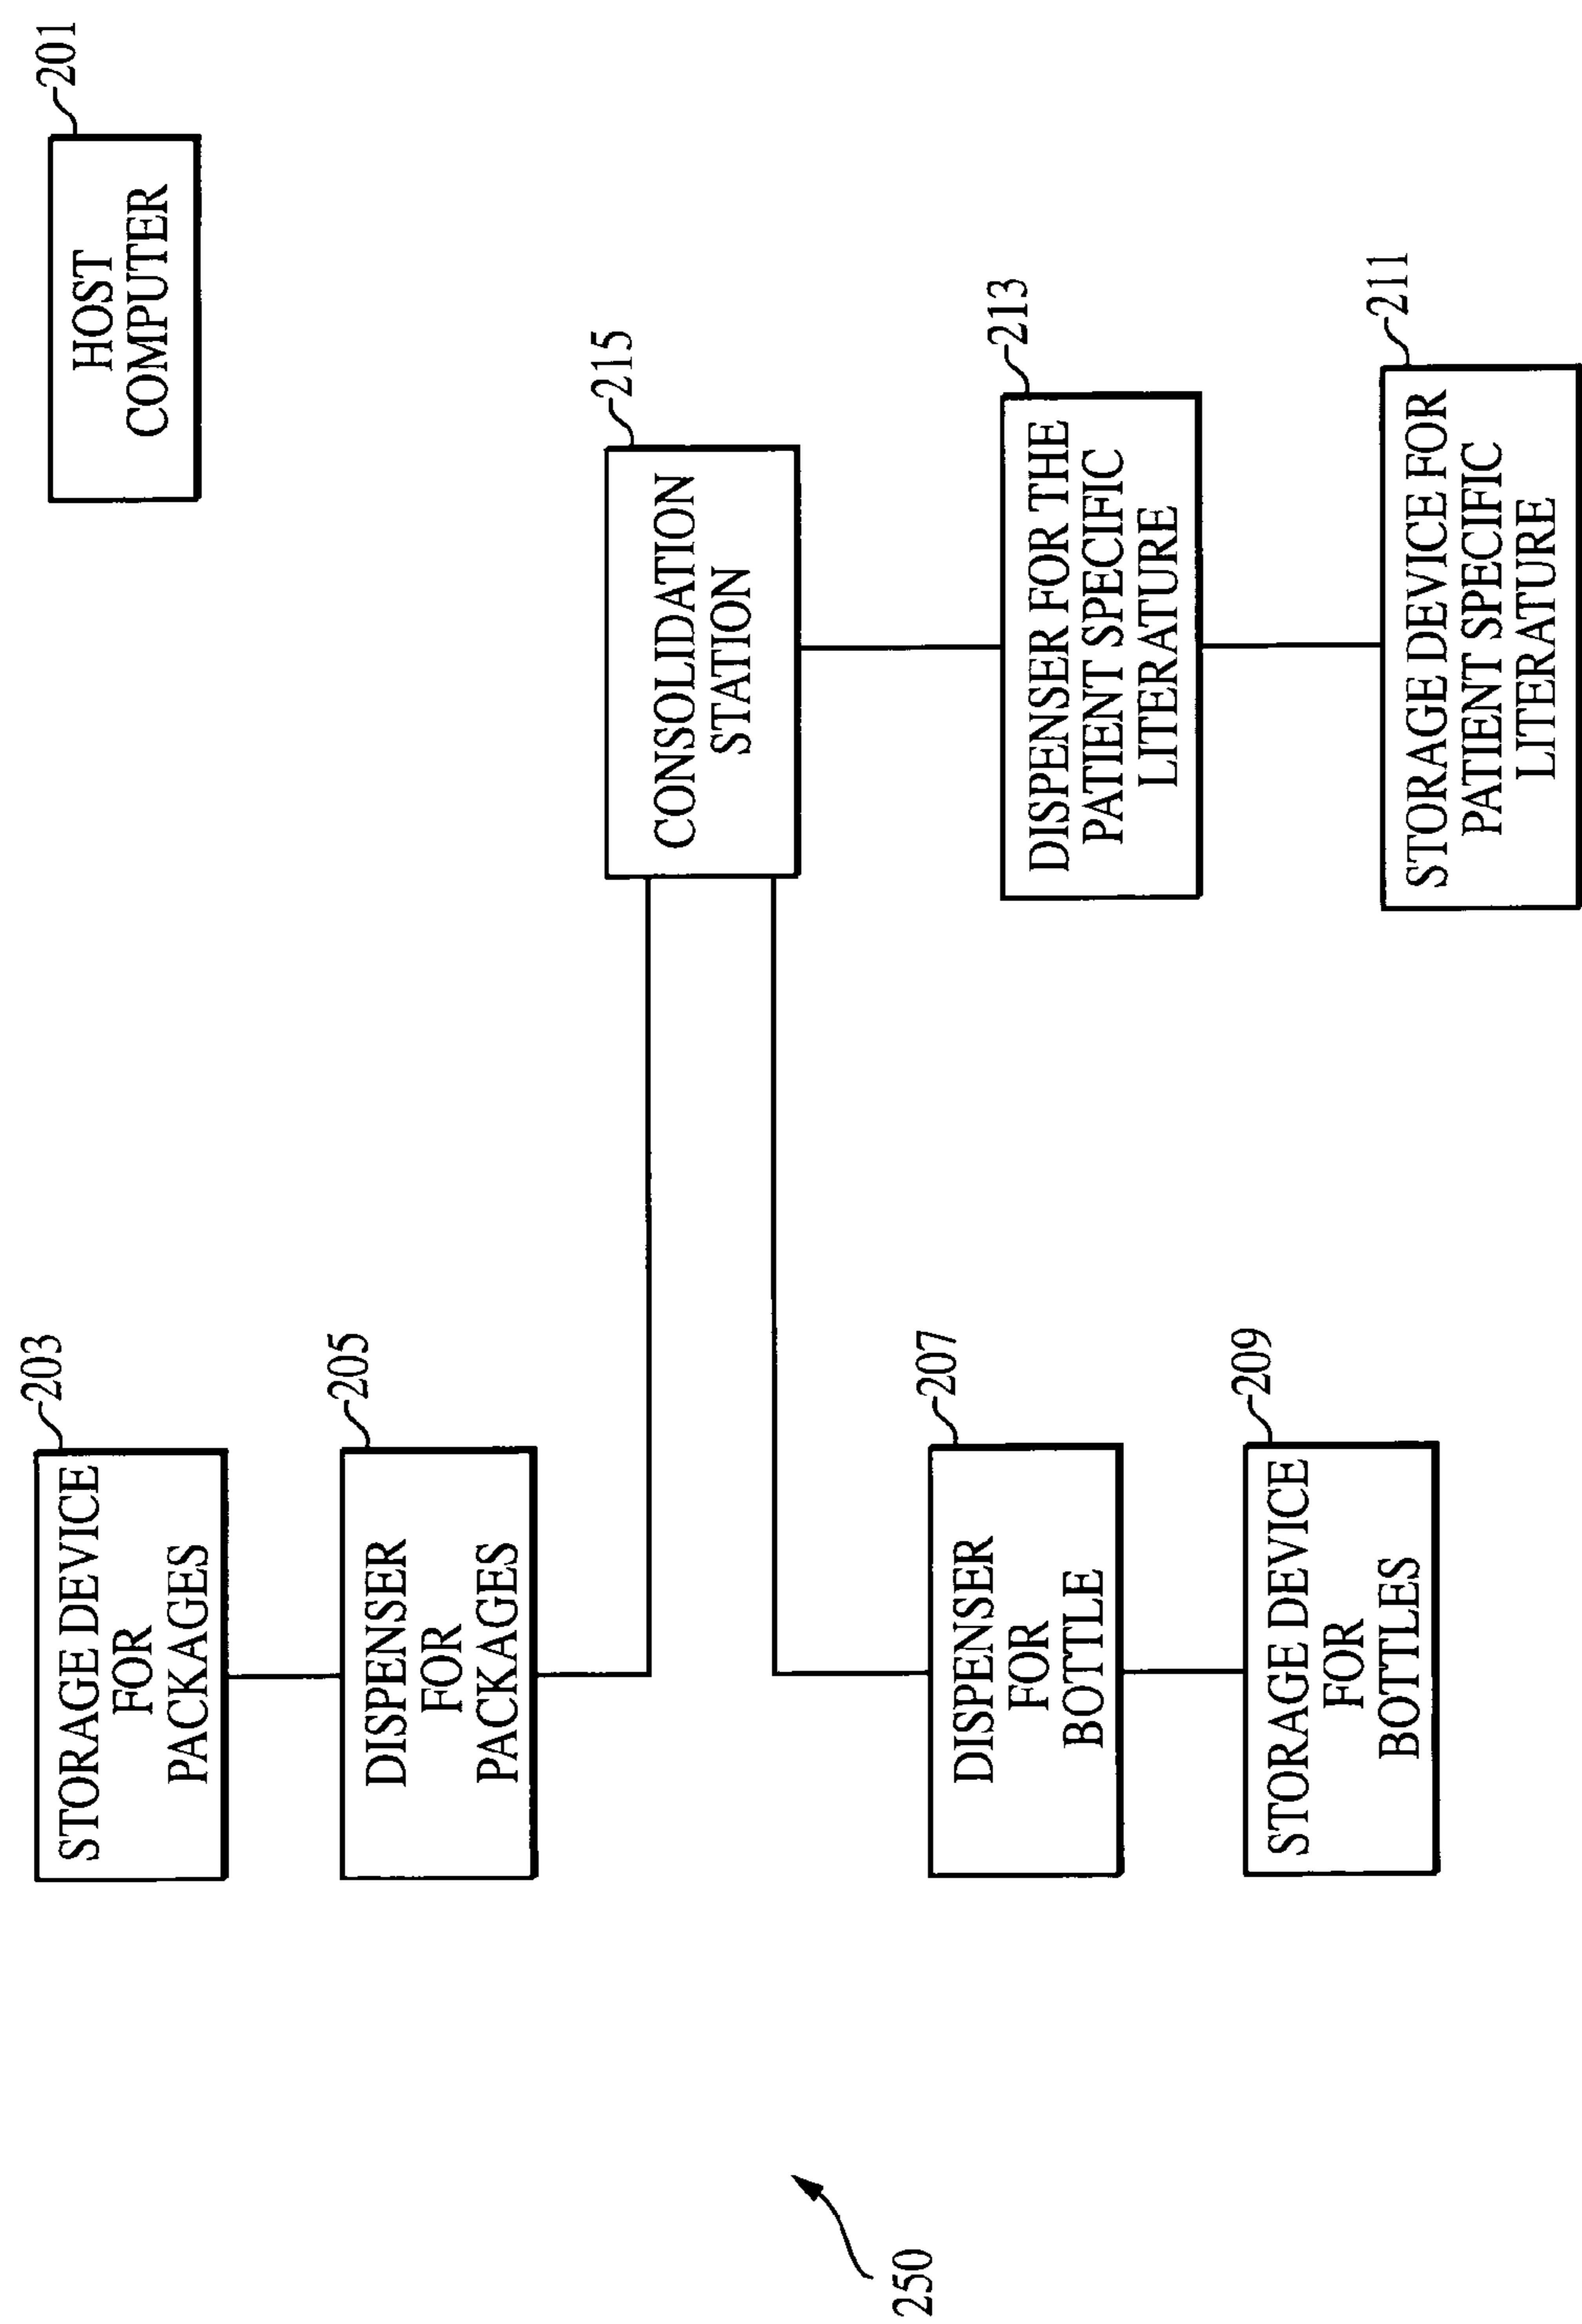 201
HOST
COMPUTER
203
STORAGE DEVICE
FOR
PACKAGES
205
DISPENSER
FOR
PACKAGES
215
CONSOLIDATION
STATION
207
DISPENSER
FOR
BOTTLE
213
DISPENSER FOR THE
PATIENT SPECIFIC
LITERATURE
209
STORAGE DEVICE
FOR
BOTTLES
211
STORAGE DEVICE FOR
PATIENT SPECIFIC
LITERATURE
250